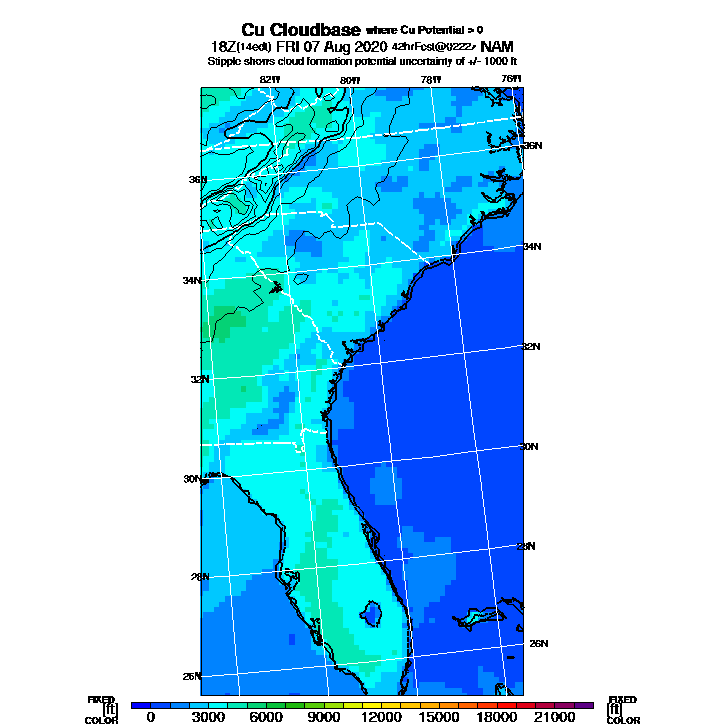 Cu Cloudbase where Cu Potential > 0
18Z(14edt) FRI 07 Aug 2020 42hrFcst@0222z NAM
Stipple shows cloud formation potential uncertainty of +/- 1000 ft
82W 80W 78W 76W
36N
36N
34N
34N
32N
32N
30N
30N
28N
28N
26N
26N
FIXED FIXED
[ft] 0 3000 6000 9000 12000 15000 18000 21000 [ft]
COLOR COLOR